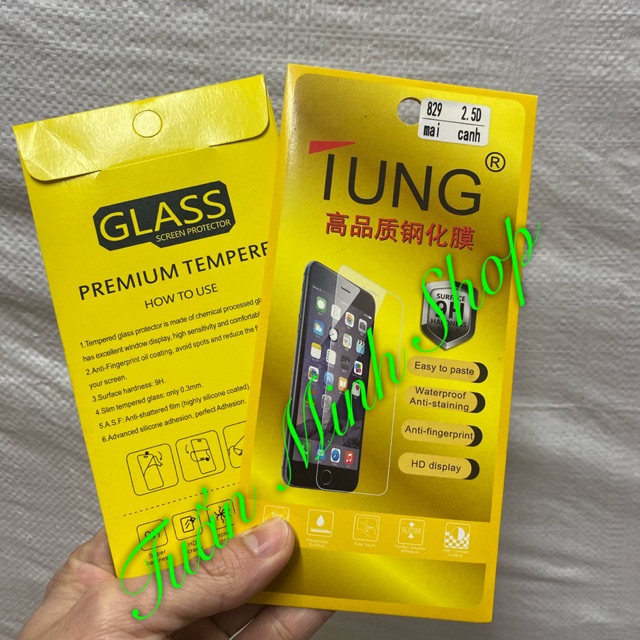 GLASS
SCREEN PROTECTOR
PREMIUM TEMPERE
HOW TO USE
1.Tempered glass protector is made of chemical processed
has excellent window display, high sensitivity and comfortab
2.Anti-Fingerprint oil coating, avoid spots and reduce the f
your screen.
3.Surface hardness: 9H.
4.Slim tempered glass: only 0.3mm.
5.A.S.F: Anti-shattered film (highly silicone coated)
6.Advanced silicone adhesion, perfect Adhesion.
829 2.5D
mai canh
TUNG®
高品质钢化膜
SURFACE
9H
Easy to paste
Waterproof
Anti-staining
Anti-fingerprint
HD display
Tuxin Minh Shop